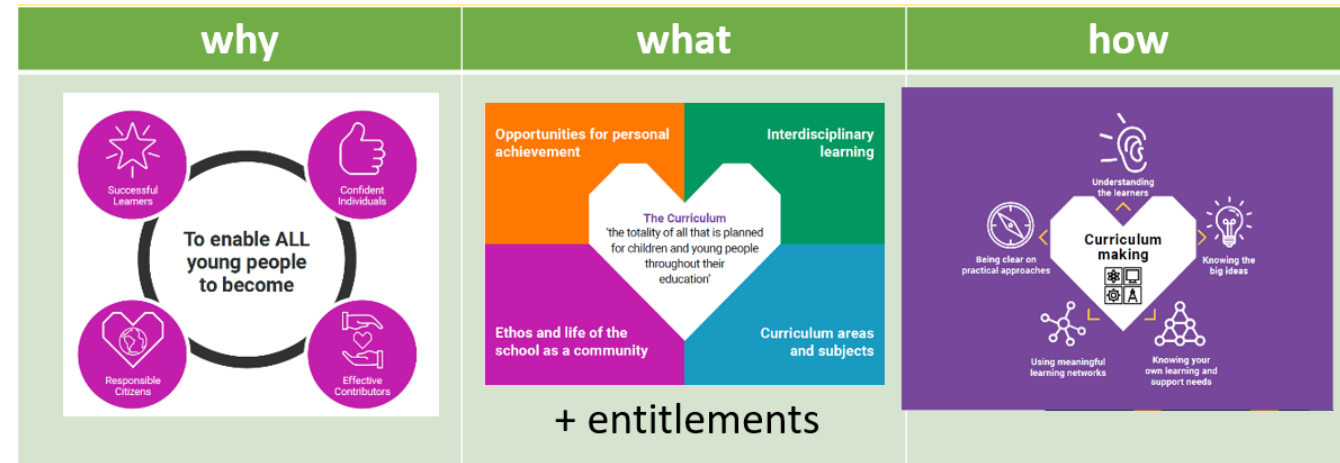 why
what
how
Successful
Learners
Confident
Individuals
To enable ALL
young people
to become
Responsible
Citizens
Effective
Contributors
Opportunities for personal
achievement
Interdisciplinary
learning
The Curriculum
'the totality of all that is planned
for children and young people
throughout their
education'
Ethos and life of the
school as a community
Curriculum areas
and subjects
+ entitlements
Understanding
the learners
Being clear on
practical approaches
Curriculum
making
Knowing the
big ideas
Using meaningful
learning networks
Knowing your
own learning and
support needs